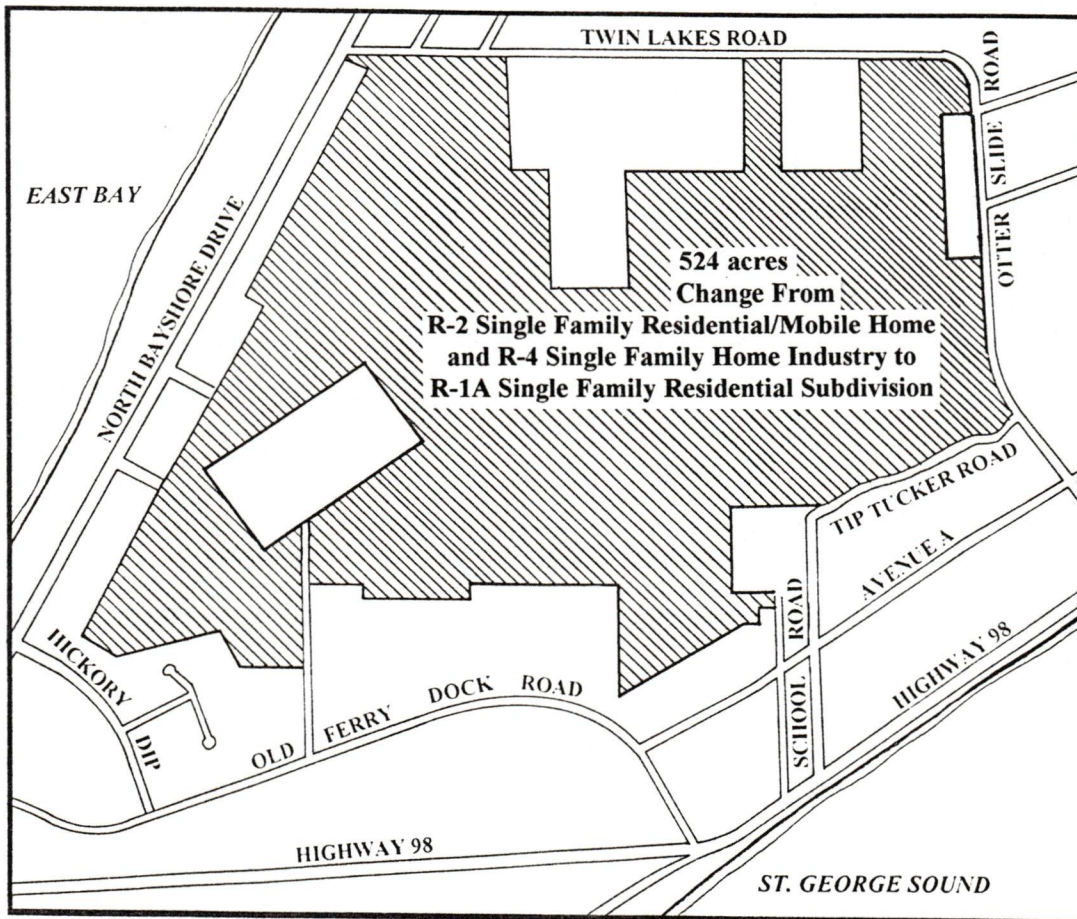 TWIN LAKES ROAD
OTTER SLIDE ROAD
EAST BAY
NORTH BAYSHORE DRIVE
524 acres
Change From
R-2 Single Family Residential/Mobile Home
and R-4 Single Family Home Industry to
R-1A Single Family Residential Subdivision
TIP TUCKER ROAD
AVENUE A
SCHOOL ROAD
HIGHWAY 98
HICKORY DIP
OLD FERRY DOCK ROAD
HIGHWAY 98
ST. GEORGE SOUND